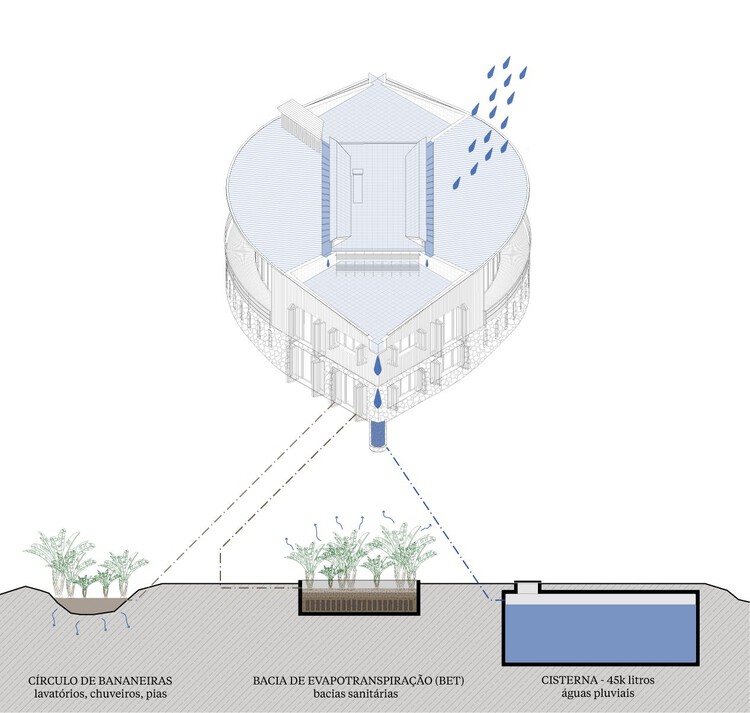 CÍRCULO DE BANANEIRAS
lavatórios, chuveiros, pias
BACIA DE EVAPOTRANSPIRAÇÃO (BET)
bacias sanitárias
CISTERNA - 45k litros
águas pluviais